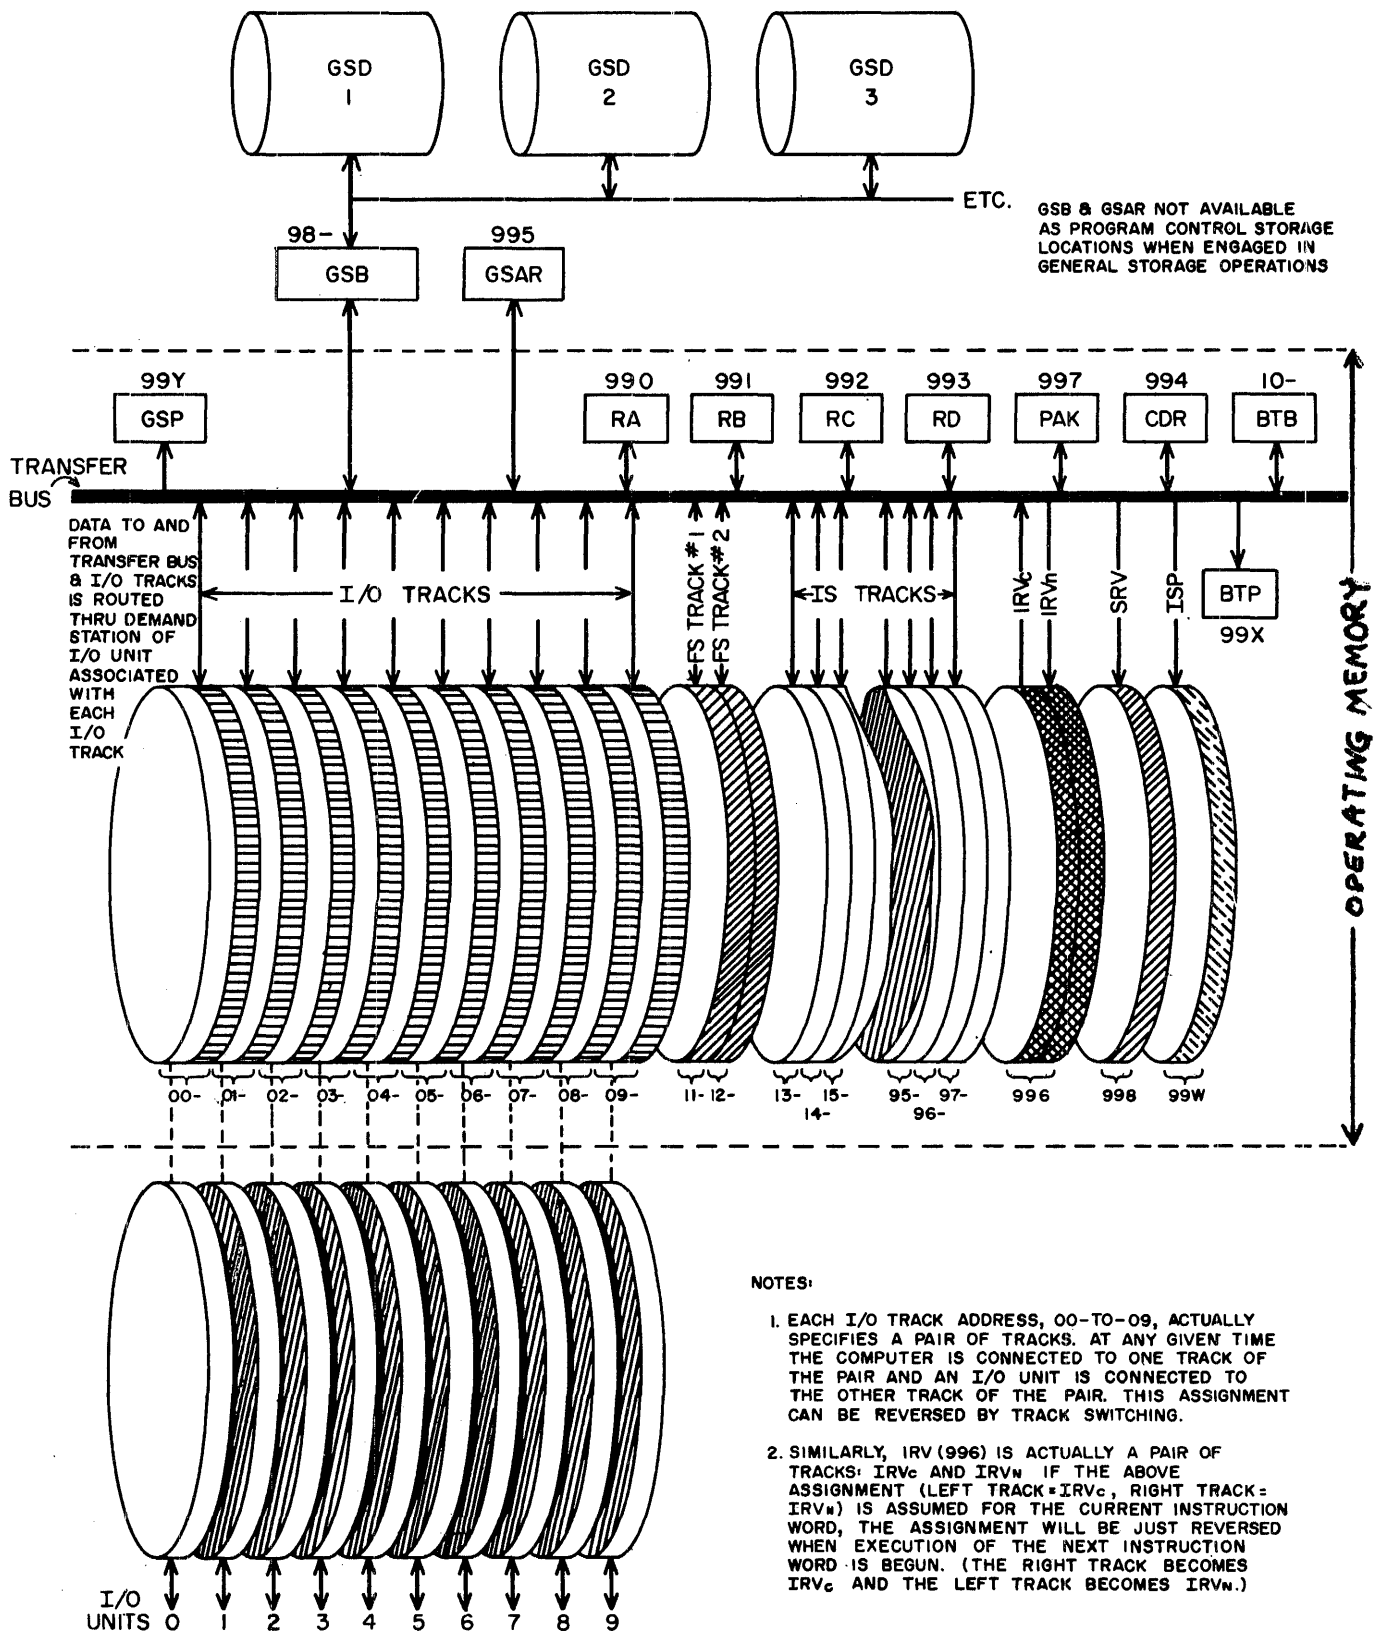 GSD
1
GSD
2
GSD
3
ETC.
GSB & GSAR NOT AVAILABLE
AS PROGRAM CONTROL STORAGE
LOCATIONS WHEN ENGAGED IN
GENERAL STORAGE OPERATIONS
98-
GSB
995
GSAR
99Y
GSP
990
RA
991
RB
992
RC
993
RD
997
PAK
994
CDR
10-
BTB
TRANSFER
BUS
DATA TO AND
FROM
TRANSFER BUS
& I/O TRACKS
IS ROUTED
THRU DEMAND
STATION OF
I/O UNIT
ASSOCIATED
WITH
EACH
I/O
TRACK
I/O TRACKS
FS TRACK #1
FS TRACK #2
IS TRACKS
IRVc
IRVn
SRV
ISP
BTP
99X
OPERATING MEMORY
00- 01- 02- 03- 04- 05- 06- 07- 08- 09- 11- 12- 13- 15- 95- 97- 996 998 99W
14- 96-
NOTES:
1. EACH I/O TRACK ADDRESS, 00-TO-09, ACTUALLY
SPECIFIES A PAIR OF TRACKS. AT ANY GIVEN TIME
THE COMPUTER IS CONNECTED TO ONE TRACK OF
THE PAIR AND AN I/O UNIT IS CONNECTED TO
THE OTHER TRACK OF THE PAIR. THIS ASSIGNMENT
CAN BE REVERSED BY TRACK SWITCHING.
2. SIMILARLY, IRV (996) IS ACTUALLY A PAIR OF
TRACKS: IRVc AND IRVN IF THE ABOVE
ASSIGNMENT (LEFT TRACK=IRVc, RIGHT TRACK=
IRVN) IS ASSUMED FOR THE CURRENT INSTRUCTION
WORD, THE ASSIGNMENT WILL BE JUST REVERSED
WHEN EXECUTION OF THE NEXT INSTRUCTION
WORD IS BEGUN. (THE RIGHT TRACK BECOMES
IRVc AND THE LEFT TRACK BECOMES IRVN.)
I/O
UNITS 0 1 2 3 4 5 6 7 8 9